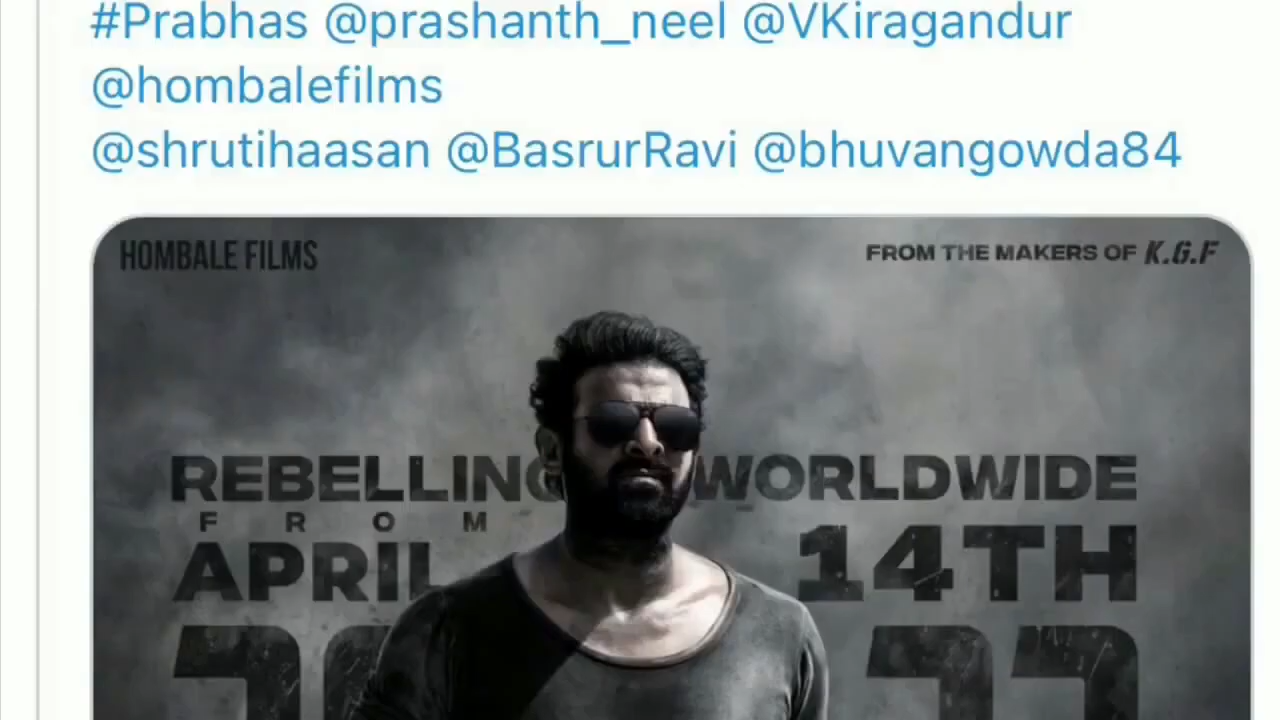 #Prabhas @prashanth_neel @VKiragandur
@hombalefilms
@shrutihaasan @BasrurRavi @bhuvangowda84
HOMBALE FILMS FROM THE MAKERS OF K.G.F
REBELLING WORLDWIDE
FROM
APRIL 14TH